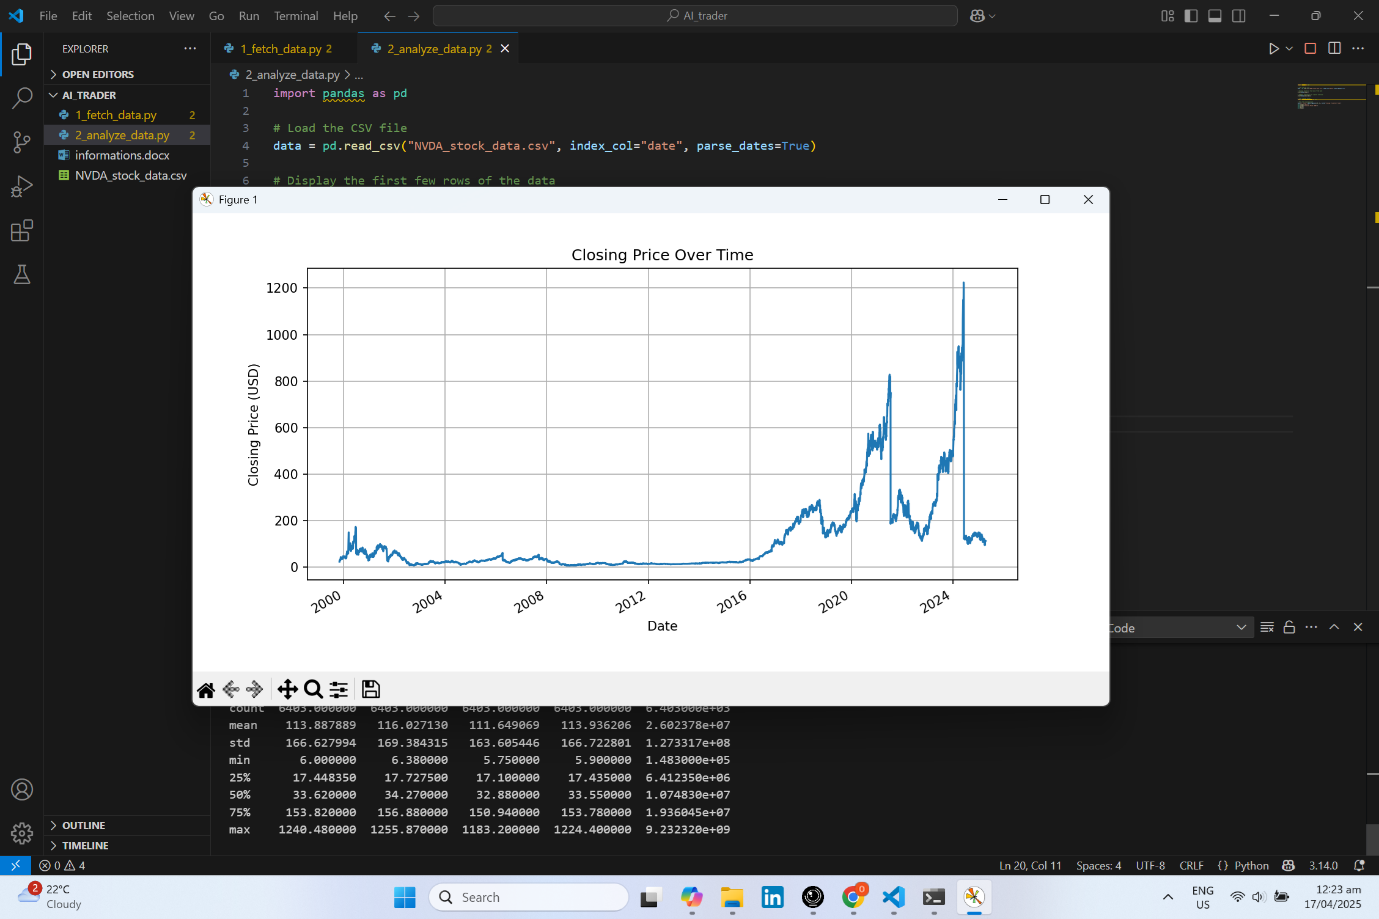 File Edit Selection View Go Run Terminal Help
AI_trader
EXPLORER
1_fetch_data.py 2
2_analyze_data.py 2
OPEN EDITORS
AI_TRADER
1_fetch_data.py 2
2_analyze_data.py 2
informations.docx
NVDA_stock_data.csv
2_analyze_data.py > ...
1 import pandas as pd
2
3 # Load the CSV file
4 data = pd.read_csv("NVDA_stock_data.csv", index_col="date", parse_dates=True)
5
6 # Display the first few rows of the data
Figure 1
Closing Price Over Time
1200
1000
800
600
400
200
0
Closing Price (USD)
2000 2004 2008 2012 2016 2020 2024
Date
Code
count 6403.000000 6403.000000 6403.000000 6403.000000 6.403000e+03
mean 113.887889 116.027130 111.649069 113.936206 2.602378e+07
std 166.627994 169.384315 163.605446 166.722801 1.273317e+08
min 6.000000 6.380000 5.750000 5.900000 1.483000e+05
25% 17.448350 17.727500 17.100000 17.435000 6.412350e+06
50% 33.620000 34.270000 32.880000 33.550000 1.074830e+07
75% 153.820000 156.880000 150.940000 153.780000 1.936045e+07
max 1240.480000 1255.870000 1183.200000 1224.400000 9.232320e+09
OUTLINE
TIMELINE
0 4
Ln 20, Col 11 Spaces: 4 UTF-8 CRLF {} Python 3.14.0
2
22°C
Cloudy
Search
0
ENG
US
12:23 am
17/04/2025